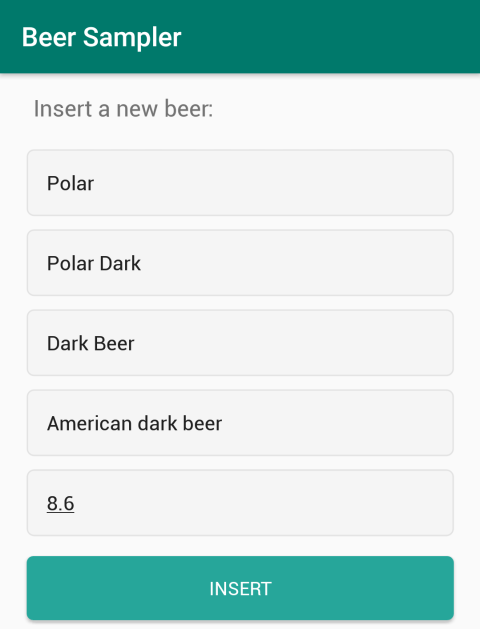 Beer Sampler
Insert a new beer:
Polar
Polar Dark
Dark Beer
American dark beer
8.6
INSERT